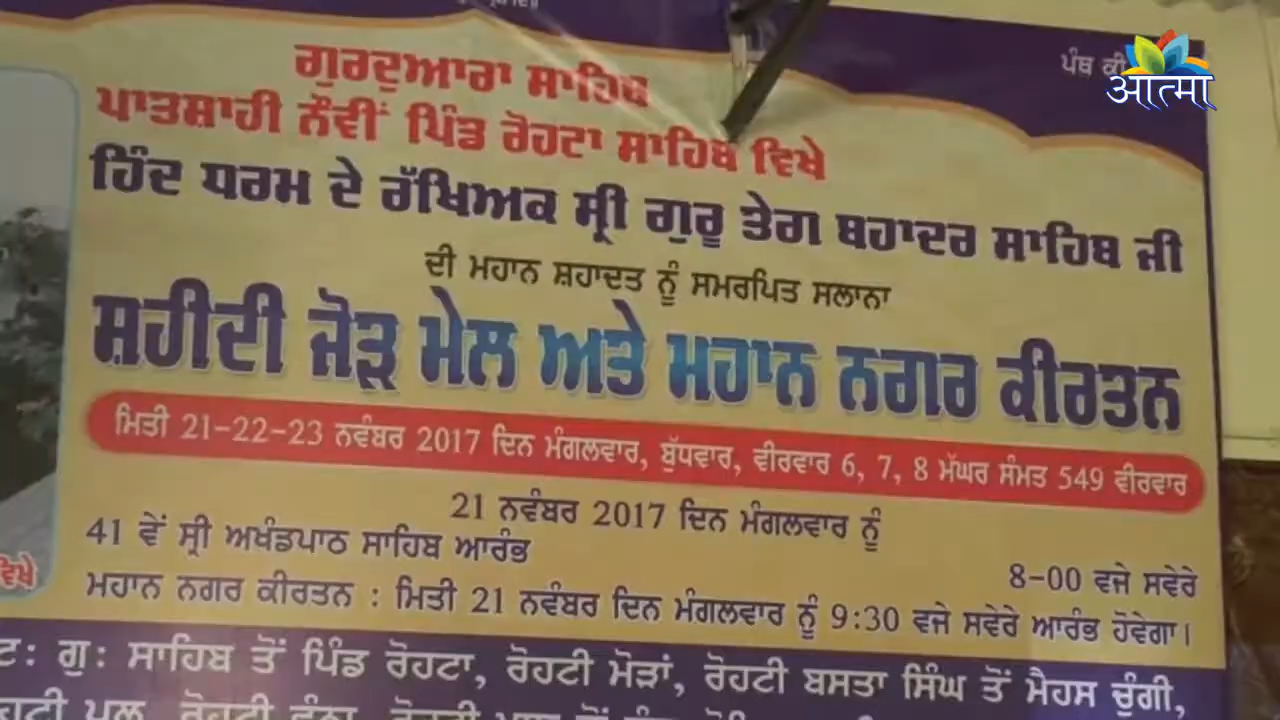 ਪੰਥ ਕੀ
आत्मा
ਗੁਰਦੁਆਰਾ ਸਾਹਿਬ
ਪਾਤਸ਼ਾਹੀ ਨੌਵੀਂ ਪਿੰਡ ਰੋਹਟਾ ਸਾਹਿਬ ਵਿਖੇ
ਹਿੰਦ ਧਰਮ ਦੇ ਰੱਖਿਅਕ ਸ੍ਰੀ ਗੁਰੂ ਤੇਗ ਬਹਾਦਰ ਸਾਹਿਬ ਜੀ
ਦੀ ਮਹਾਨ ਸ਼ਹਾਦਤ ਨੂੰ ਸਮਰਪਿਤ ਸਲਾਨਾ
ਸ਼ਹੀਦੀ ਜੋੜ ਮੇਲ ਅਤੇ ਮਹਾਨ ਨਗਰ ਕੀਰਤਨ
ਮਿਤੀ 21-22-23 ਨਵੰਬਰ 2017 ਦਿਨ ਮੰਗਲਵਾਰ, ਬੁੱਧਵਾਰ, ਵੀਰਵਾਰ 6, 7, 8 ਮੱਘਰ ਸੰਮਤ 549 ਵੀਰਵਾਰ
21 ਨਵੰਬਰ 2017 ਦਿਨ ਮੰਗਲਵਾਰ ਨੂੰ
41 ਵੇਂ ਸ੍ਰੀ ਅਖੰਡਪਾਠ ਸਾਹਿਬ ਆਰੰਭ 8-00 ਵਜੇ ਸਵੇਰੇ
ਮਹਾਨ ਨਗਰ ਕੀਰਤਨ : ਮਿਤੀ 21 ਨਵੰਬਰ ਦਿਨ ਮੰਗਲਵਾਰ ਨੂੰ 9:30 ਵਜੇ ਸਵੇਰੇ ਆਰੰਭ ਹੋਵੇਗਾ।
ਵਿਖੇ
ਟ: ਗੁ: ਸਾਹਿਬ ਤੋਂ ਪਿੰਡ ਰੋਹਟਾ, ਰੋਹਟੀ ਮੋੜਾਂ, ਰੋਹਟੀ ਬਸਤਾ ਸਿੰਘ ਤੋਂ ਮੈਹਸ ਚੁੰਗੀ,